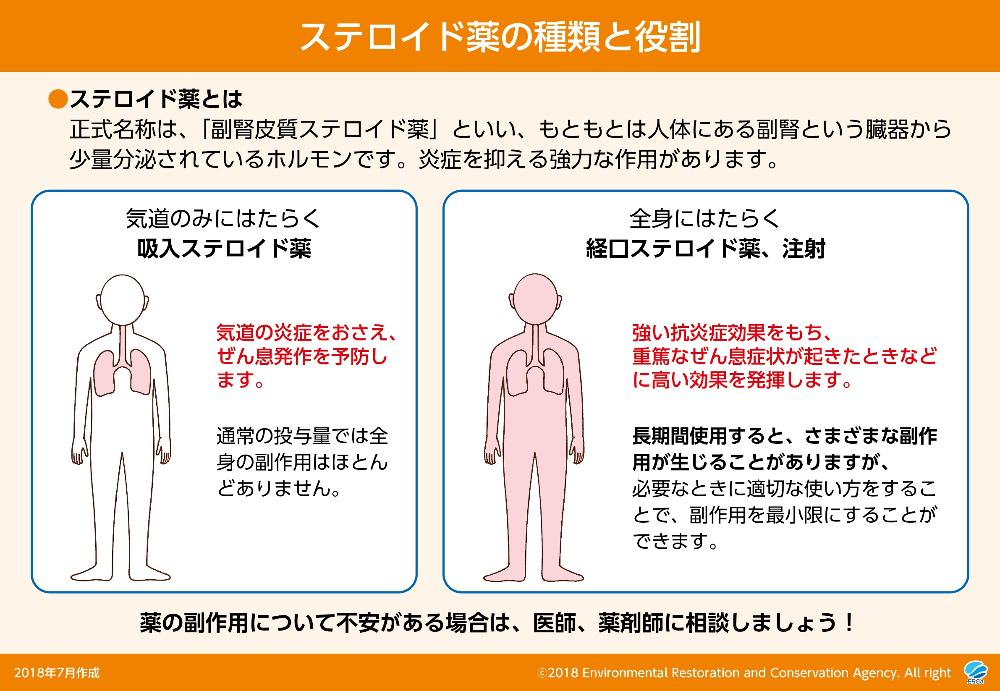 ステロイド薬の種類と役割
●ステロイド薬とは
正式名称は、「副腎皮質ステロイド薬」といい、もともとは人体にある副腎という臓器から
少量分泌されているホルモンです。炎症を抑える強力な作用があります。
気道のみにはたらく
吸入ステロイド薬
気道の炎症をおさえ、
ぜん息発作を予防し
ます。
通常の投与量では全
身の副作用はほとん
どありません。
全身にはたらく
経口ステロイド薬、注射
強い抗炎症効果をもち、
重篤なぜん息症状が起きたときなど
に高い効果を発揮します。
長期間使用すると、さまざまな副作
用が生じることがありますが、
必要なときに適切な使い方をするこ
とで、副作用を最小限にすることが
できます。
薬の副作用について不安がある場合は、医師、薬剤師に相談しましょう！
2018年7月作成
©2018 Environmental Restoration and Conservation Agency. All right
ERCA